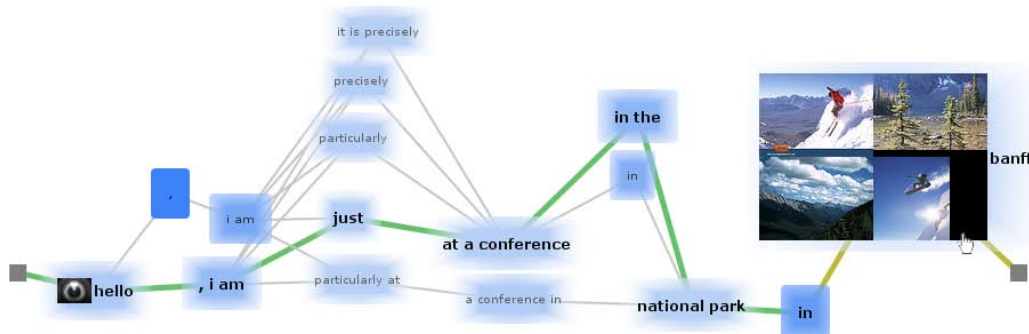 it is precisely
precisely
particularly
in the
in
banff
,
i am
just
at a conference
hello
, i am
particularly at
a conference in
national park
in